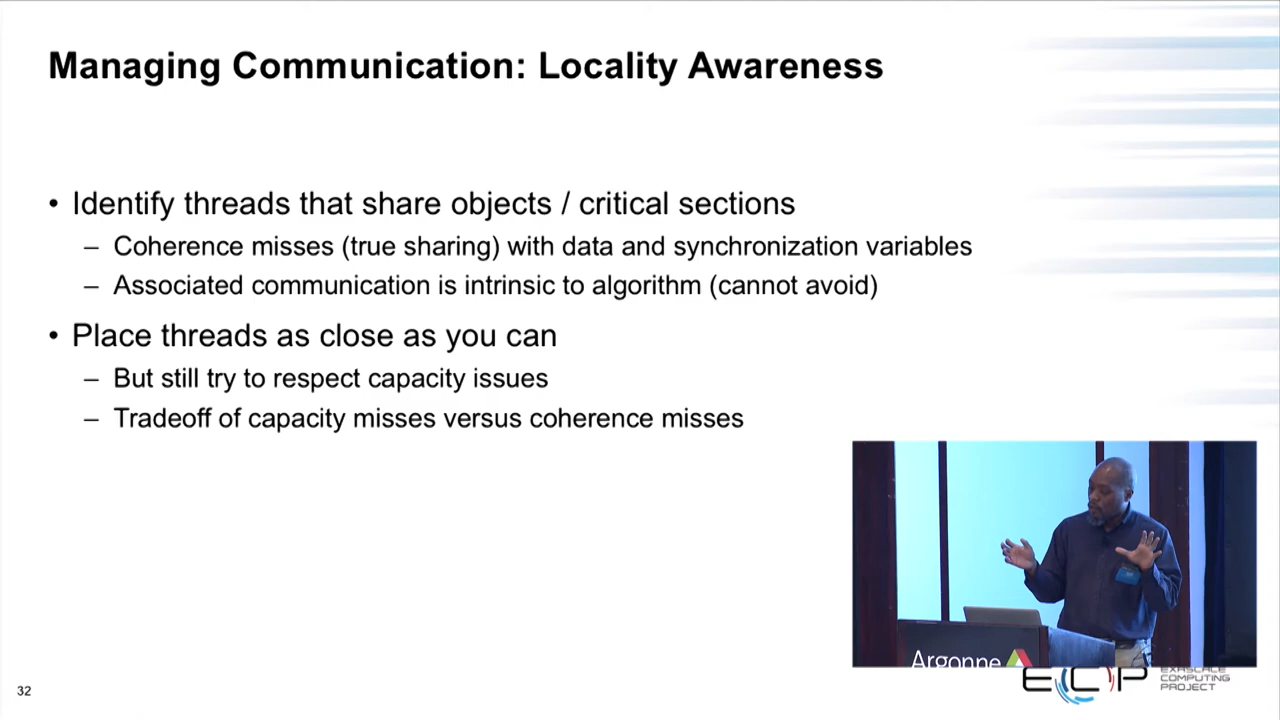 Managing Communication: Locality Awareness
• Identify threads that share objects / critical sections
– Coherence misses (true sharing) with data and synchronization variables
– Associated communication is intrinsic to algorithm (cannot avoid)
• Place threads as close as you can
– But still try to respect capacity issues
– Tradeoff of capacity misses versus coherence misses
Argonne
ECP EXASCALE
COMPUTING
PROJECT
32